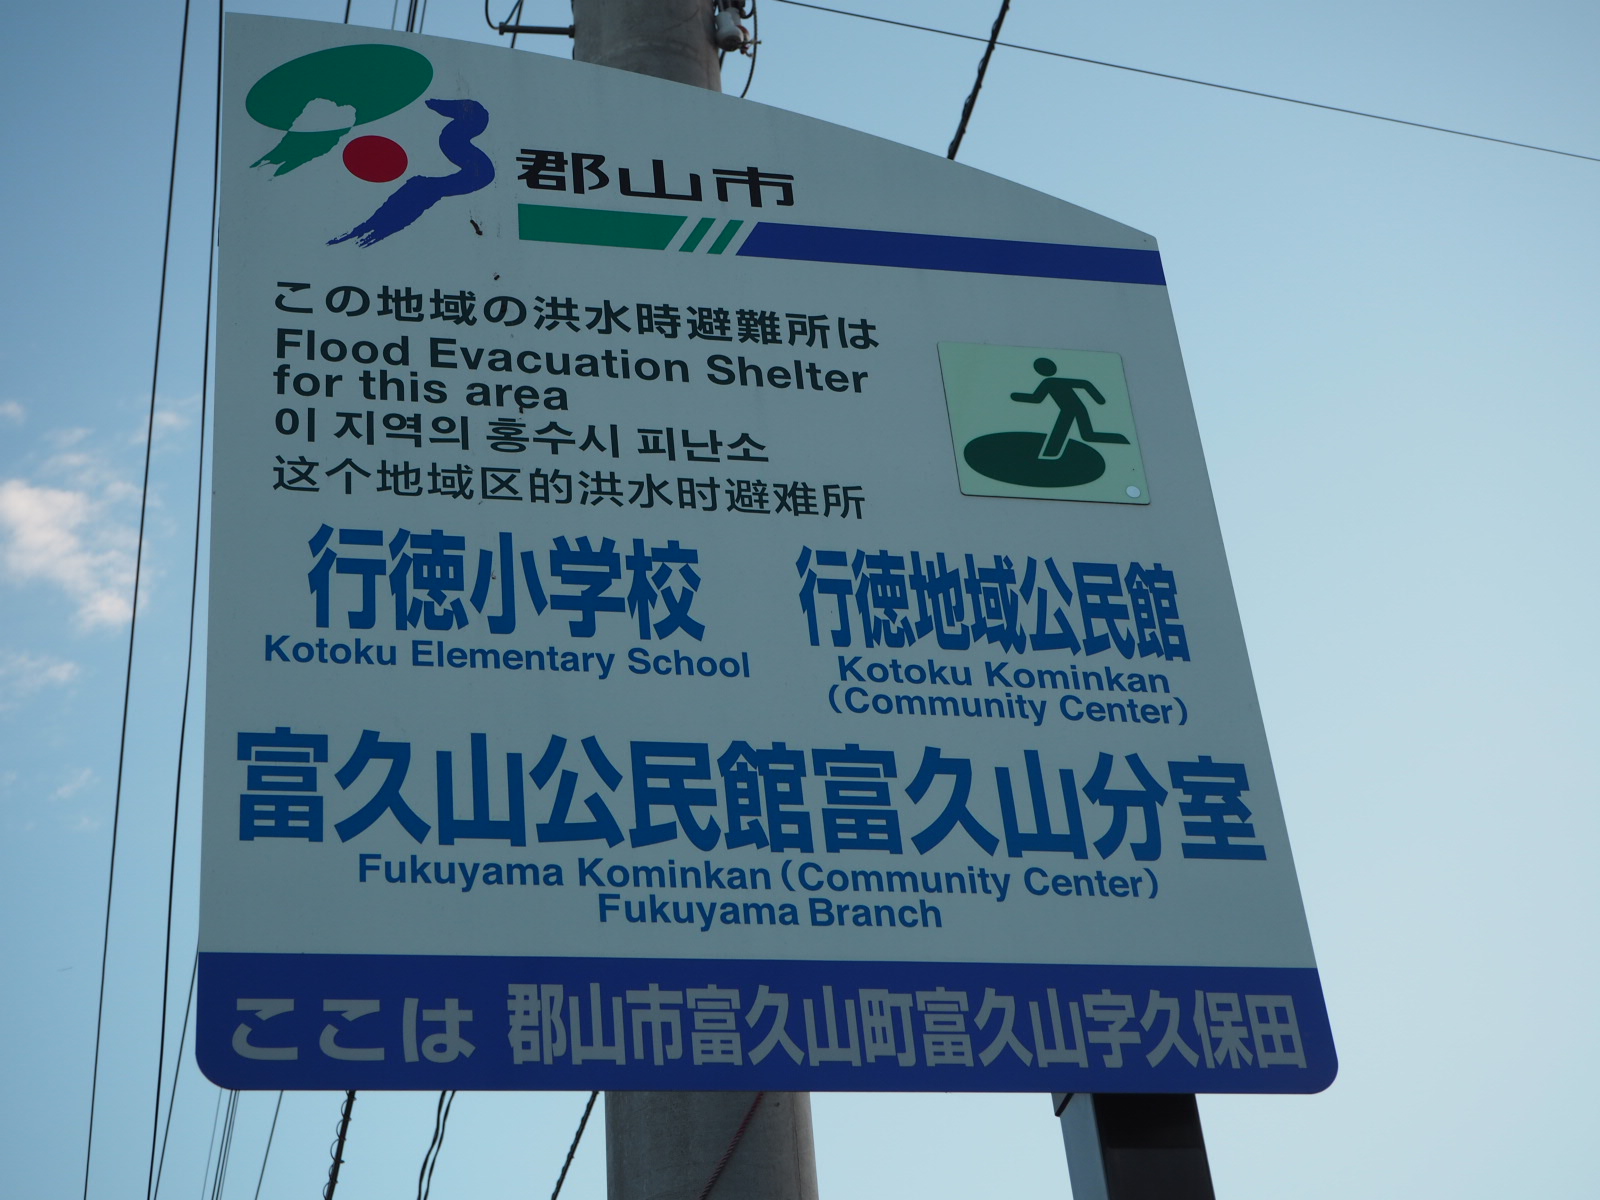 郡山市
この地域の洪水時避難所は
Flood Evacuation Shelter
for this area
이 지역의 홍수시 피난소
这个地域区的洪水时避难所
行徳小学校
Kotoku Elementary School
行徳地域公民館
Kotoku Kominkan
(Community Center)
富久山公民館富久山分室
Fukuyama Kominkan (Community Center)
Fukuyama Branch
ここは 郡山市富久山町富久山字久保田